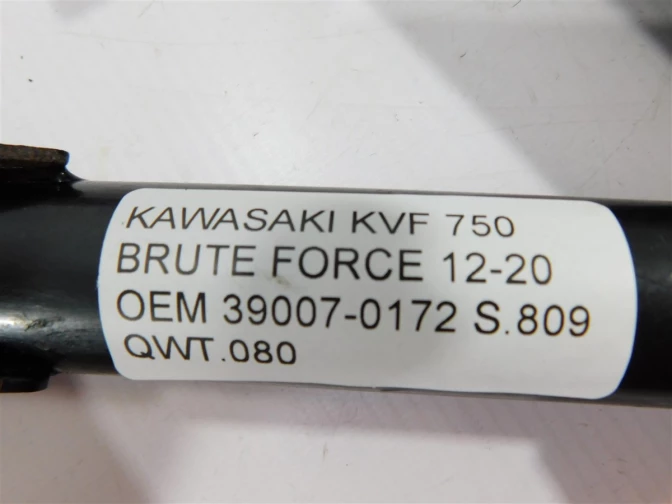 KAWASAKI KVF 750
BRUTE FORCE 12-20
OEM 39007-0172 S.809
QWT.080